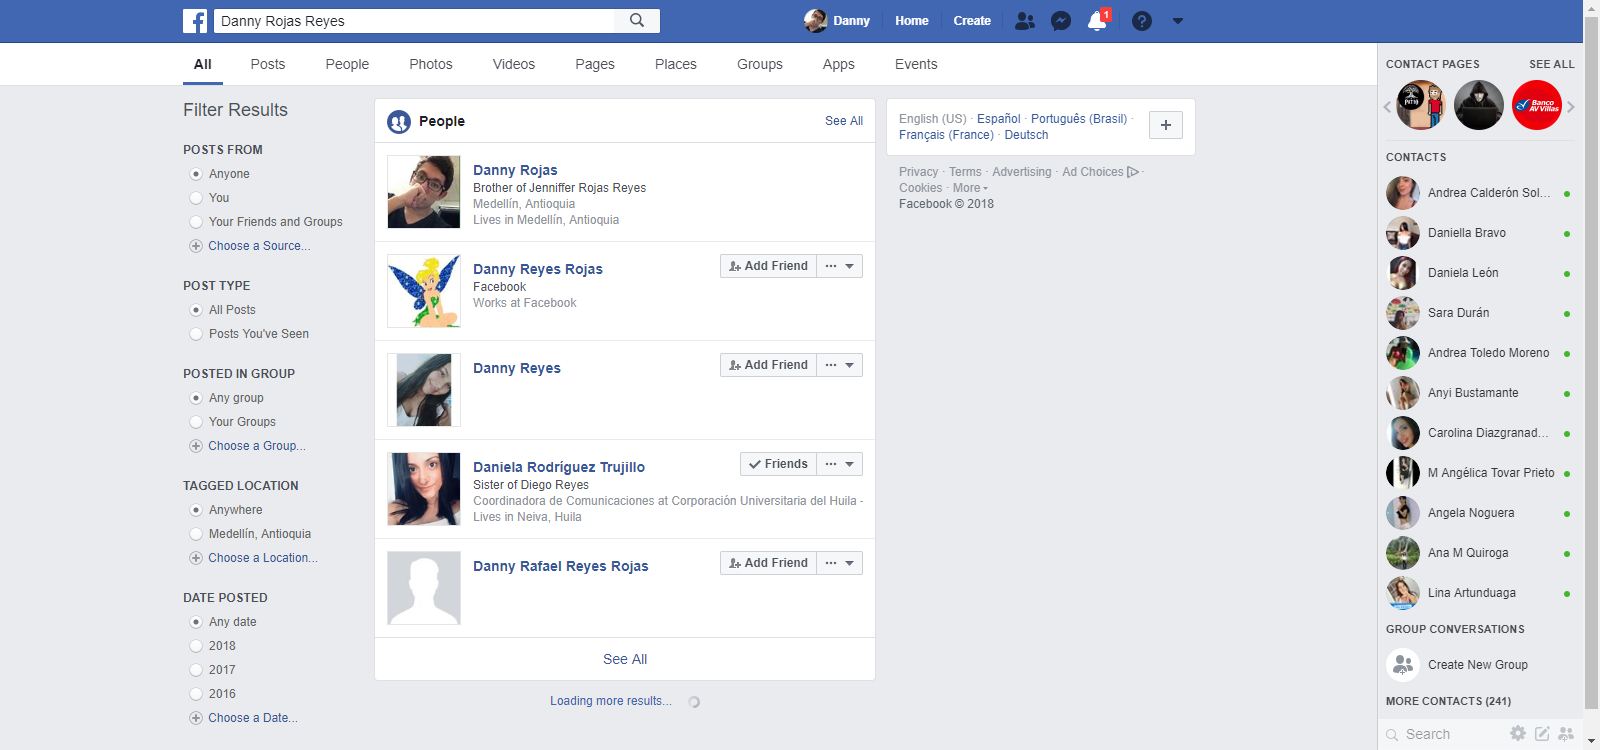 Danny Rojas Reyes
Danny
Home
Create
1
All
Posts
People
Photos
Videos
Pages
Places
Groups
Apps
Events
Filter Results
POSTS FROM
Anyone
You
Your Friends and Groups
Choose a Source...
POST TYPE
All Posts
Posts You've Seen
POSTED IN GROUP
Any group
Your Groups
Choose a Group...
TAGGED LOCATION
Anywhere
Medellín, Antioquia
Choose a Location...
DATE POSTED
Any date
2018
2017
2016
Choose a Date...
People
See All
Danny Rojas
Brother of Jenniffer Rojas Reyes
Medellín, Antioquia
Lives in Medellín, Antioquia
Danny Reyes Rojas
Add Friend
Facebook
Works at Facebook
Danny Reyes
Add Friend
Daniela Rodríguez Trujillo
Friends
Sister of Diego Reyes
Coordinadora de Comunicaciones at Corporación Universitaria del Huila -
Lives in Neiva, Huila
Danny Rafael Reyes Rojas
Add Friend
See All
Loading more results...
English (US) · Español · Português (Brasil) ·
Français (France) · Deutsch
Privacy · Terms · Advertising · Ad Choices ·
Cookies · More
Facebook © 2018
CONTACT PAGES
SEE ALL
Banco
AV Villas
CONTACTS
Andrea Calderón Sol...
Daniella Bravo
Daniela León
Sara Durán
Andrea Toledo Moreno
Anyi Bustamante
Carolina Diazgranad...
M Angélica Tovar Prieto
Angela Noguera
Ana M Quiroga
Lina Artunduaga
GROUP CONVERSATIONS
Create New Group
MORE CONTACTS (241)
Search